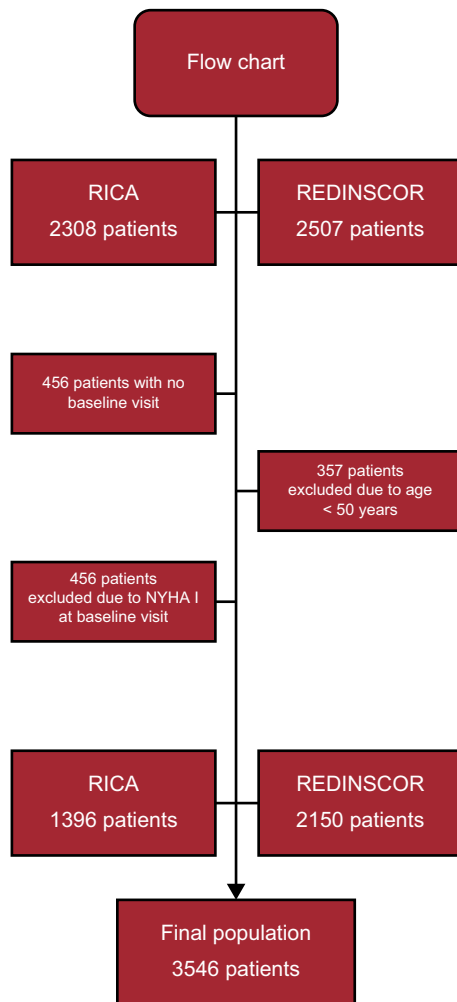 Flow chart
RICA
2308 patients
REDINSCOR
2507 patients
456 patients with no
baseline visit
357 patients
excluded due to age
< 50 years
456 patients
excluded due to NYHA I
at baseline visit
RICA
1396 patients
REDINSCOR
2150 patients
Final population
3546 patients